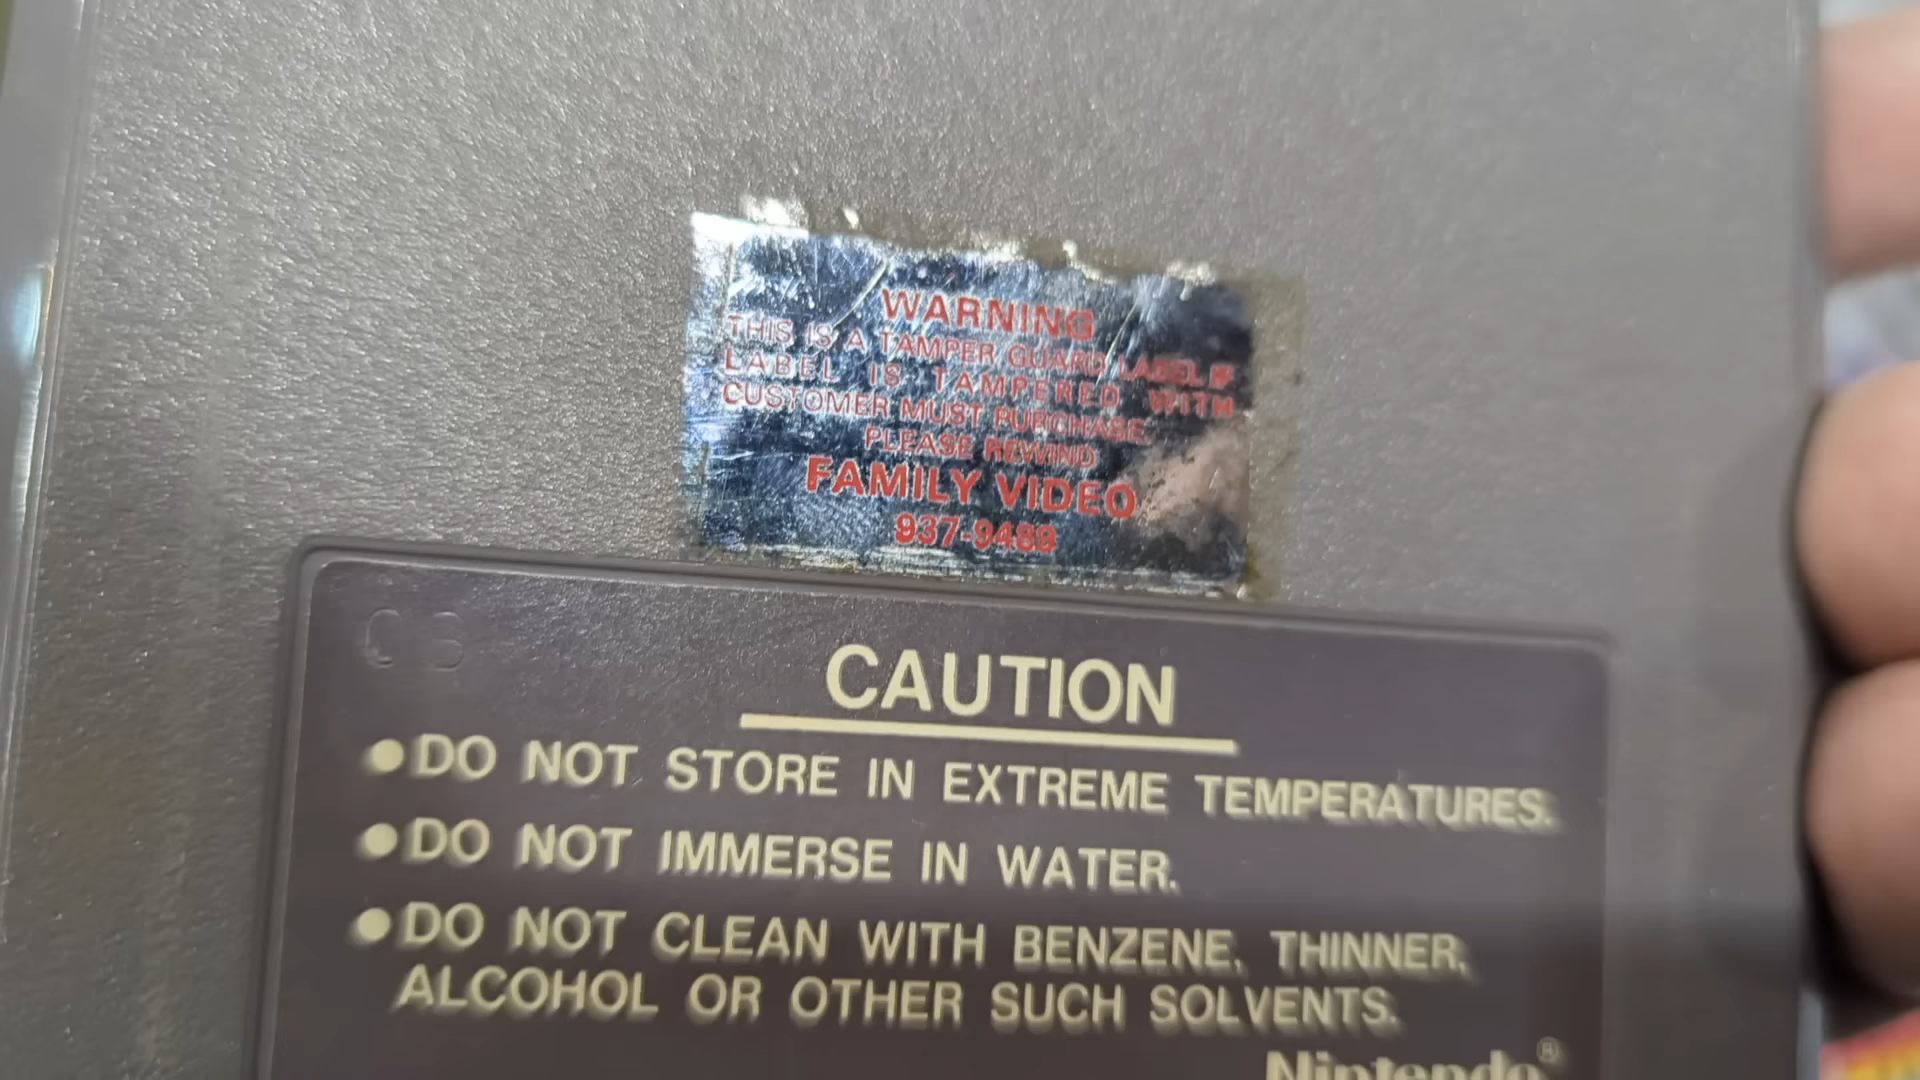 WARNING
THIS IS A TAMPER GUARD LABEL IF
LABEL IS TAMPERED WITH
CUSTOMER MUST PURCHASE
PLEASE REWIND
FAMILY VIDEO
937-9489
CB
CAUTION
●DO NOT STORE IN EXTREME TEMPERATURES.
●DO NOT IMMERSE IN WATER.
●DO NOT CLEAN WITH BENZENE, THINNER,
ALCOHOL OR OTHER SUCH SOLVENTS.
Nintendo®